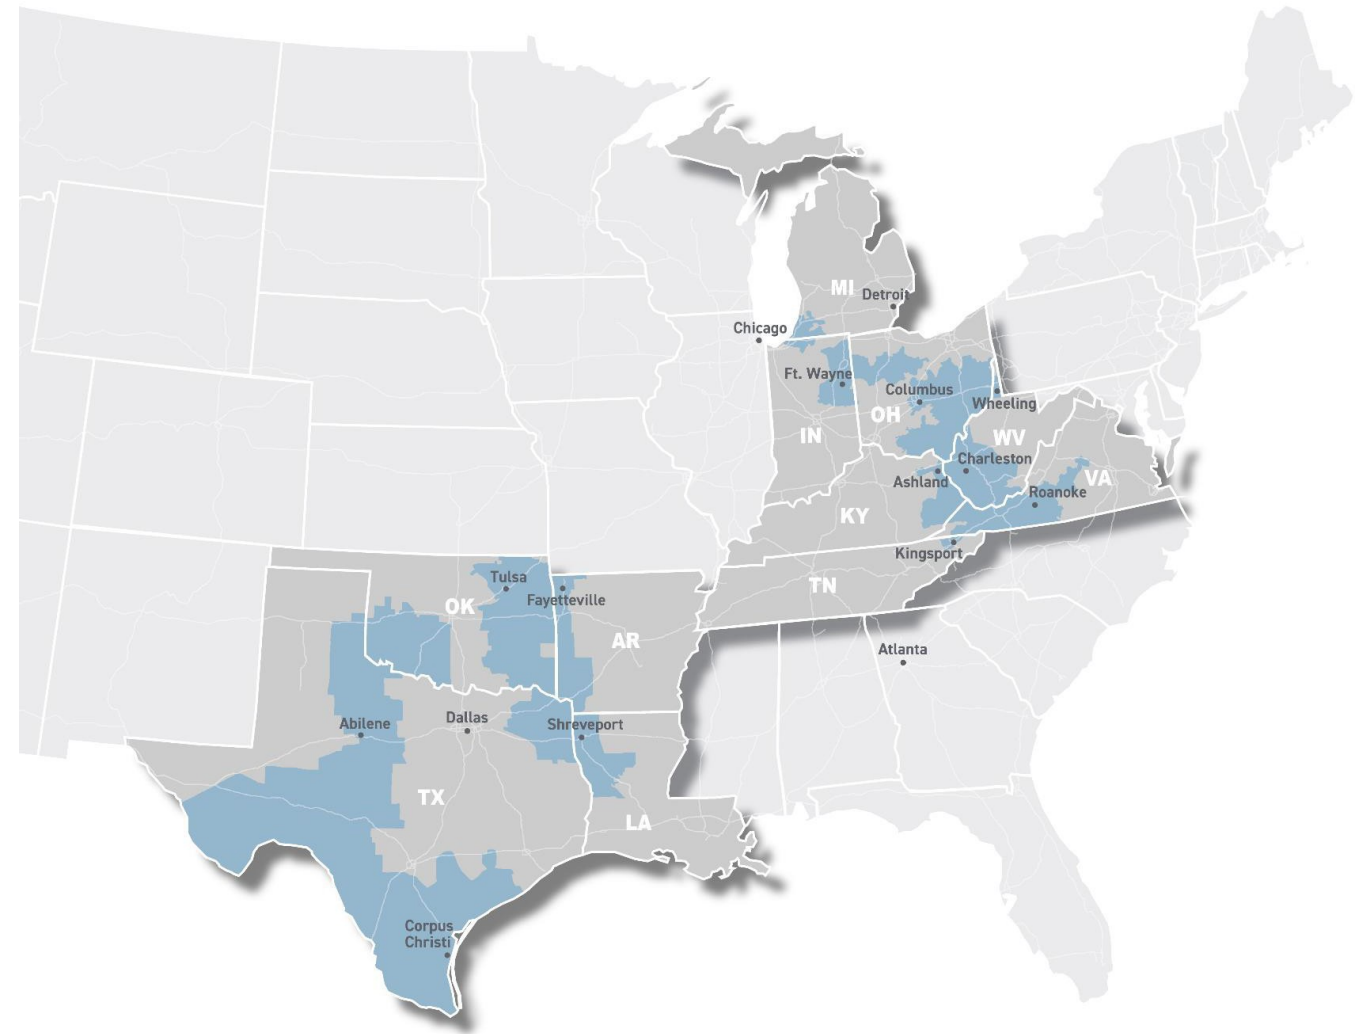 MI
Detroit
Chicago
Ft. Wayne
Columbus
Wheeling
OH
IN
WV
Charleston
Ashland
VA
Roanoke
KY
Kingsport
Tulsa
TN
Fayetteville
OK
AR
Atlanta
Abilene
Dallas
Shreveport
TX
LA
Corpus
Christi